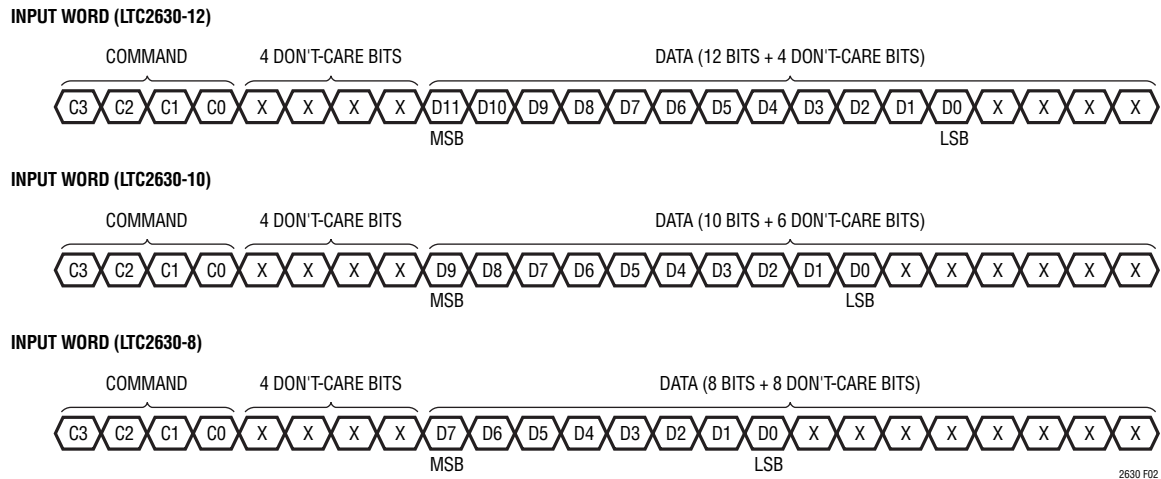 INPUT WORD (LTC2630-12)
COMMAND 4 DON'T-CARE BITS DATA (12 BITS + 4 DON'T-CARE BITS)
C3 C2 C1 C0 X X X X D11 D10 D9 D8 D7 D6 D5 D4 D3 D2 D1 D0 X X X X
MSB LSB
INPUT WORD (LTC2630-10)
COMMAND 4 DON'T-CARE BITS DATA (10 BITS + 6 DON'T-CARE BITS)
C3 C2 C1 C0 X X X X D9 D8 D7 D6 D5 D4 D3 D2 D1 D0 X X X X X X
MSB LSB
INPUT WORD (LTC2630-8)
COMMAND 4 DON'T-CARE BITS DATA (8 BITS + 8 DON'T-CARE BITS)
C3 C2 C1 C0 X X X X D7 D6 D5 D4 D3 D2 D1 D0 X X X X X X X X
MSB LSB
2630 F02